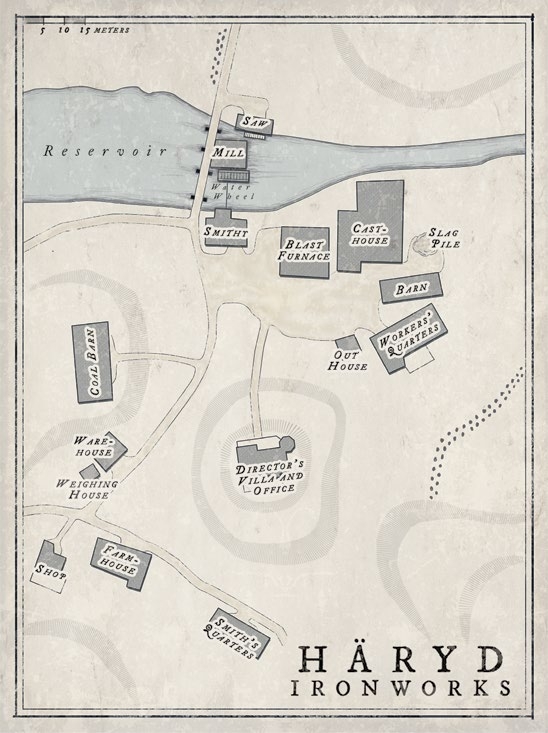 5 10 15 METERS
Reservoir
SAW
MILL
Water
Wheel
SMITHY
BLAST
FURNACE
CAST-
HOUSE
SLAG
PILE
BARN
WORKERS'
QUARTERS
OUT
HOUSE
COAL BARN
WARE-
HOUSE
WEIGHING
HOUSE
DIRECTOR'S
VILLA AND
OFFICE
SHOP
FARM-
HOUSE
SMITH'S
QUARTERS
HÄRYD
IRONWORKS